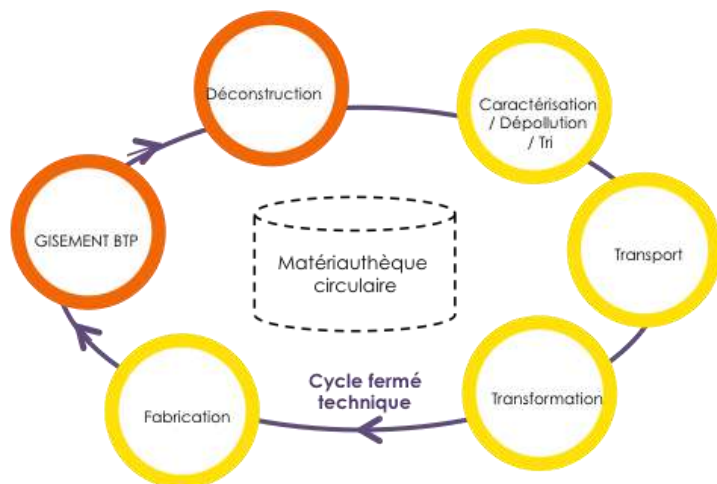 Déconstruction
Caractérisation
/ Dépollution
/ Tri
GISEMENT BTP
Transport
Matériauthèque
circulaire
Cycle fermé
technique
Transformation
Fabrication